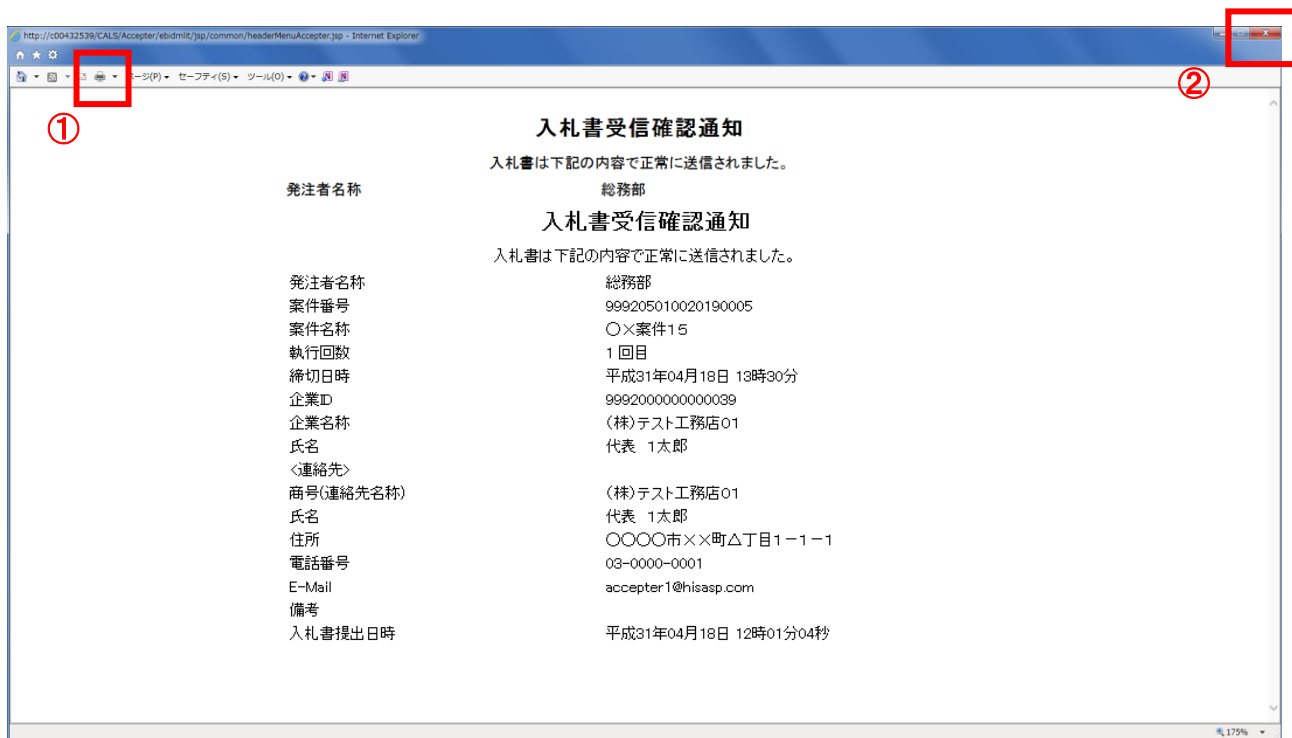 http://c00432539/CALS/Accepter/ebidmlit/jsp/common/headerMenuAccepter.jsp - Internet Explorer
ページ(P) セーフティ(S) ツール(O)
①
②
入札書受信確認通知
入札書は下記の内容で正常に送信されました。
発注者名称 総務部
入札書受信確認通知
入札書は下記の内容で正常に送信されました。
発注者名称 総務部
案件番号 999205010020190005
案件名称 〇×案件15
執行回数 1回目
締切日時 平成31年04月18日 13時30分
企業ID 9992000000000039
企業名称 (株)テスト工務店01
氏名 代表 1太郎
<連絡先>
商号(連絡先名称) (株)テスト工務店01
氏名 代表 1太郎
住所 〇〇〇〇市××町△丁目1-1-1
電話番号 03-0000-0001
E-Mail accepter1@hisasp.com
備考
入札書提出日時 平成31年04月18日 12時01分04秒
175%